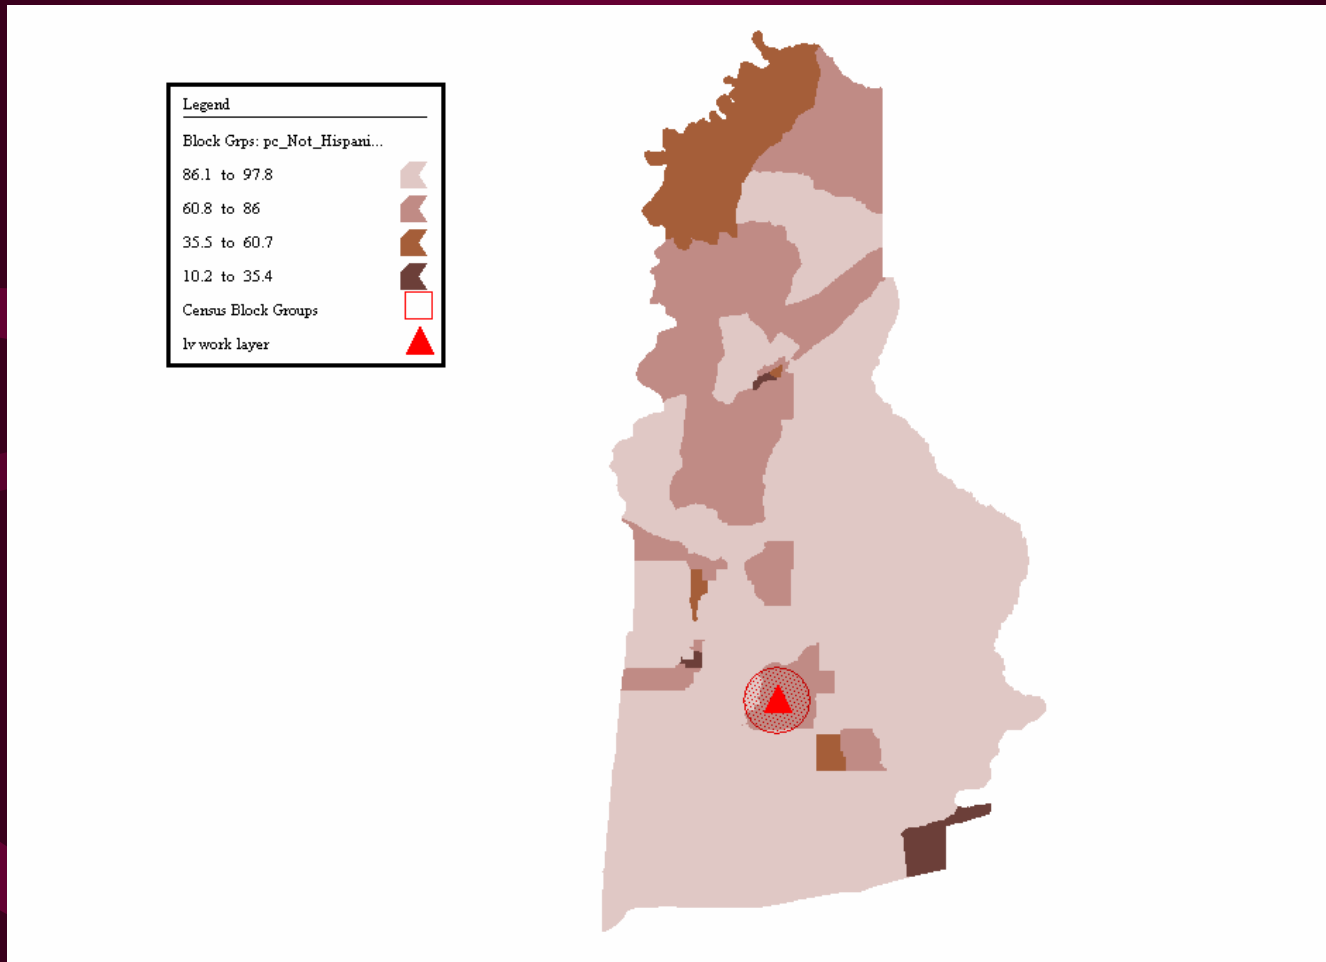 Legend
Block Grps: pc_Not_Hispani...
86.1 to 97.8
60.8 to 86
35.5 to 60.7
10.2 to 35.4
Census Block Groups
lv work layer